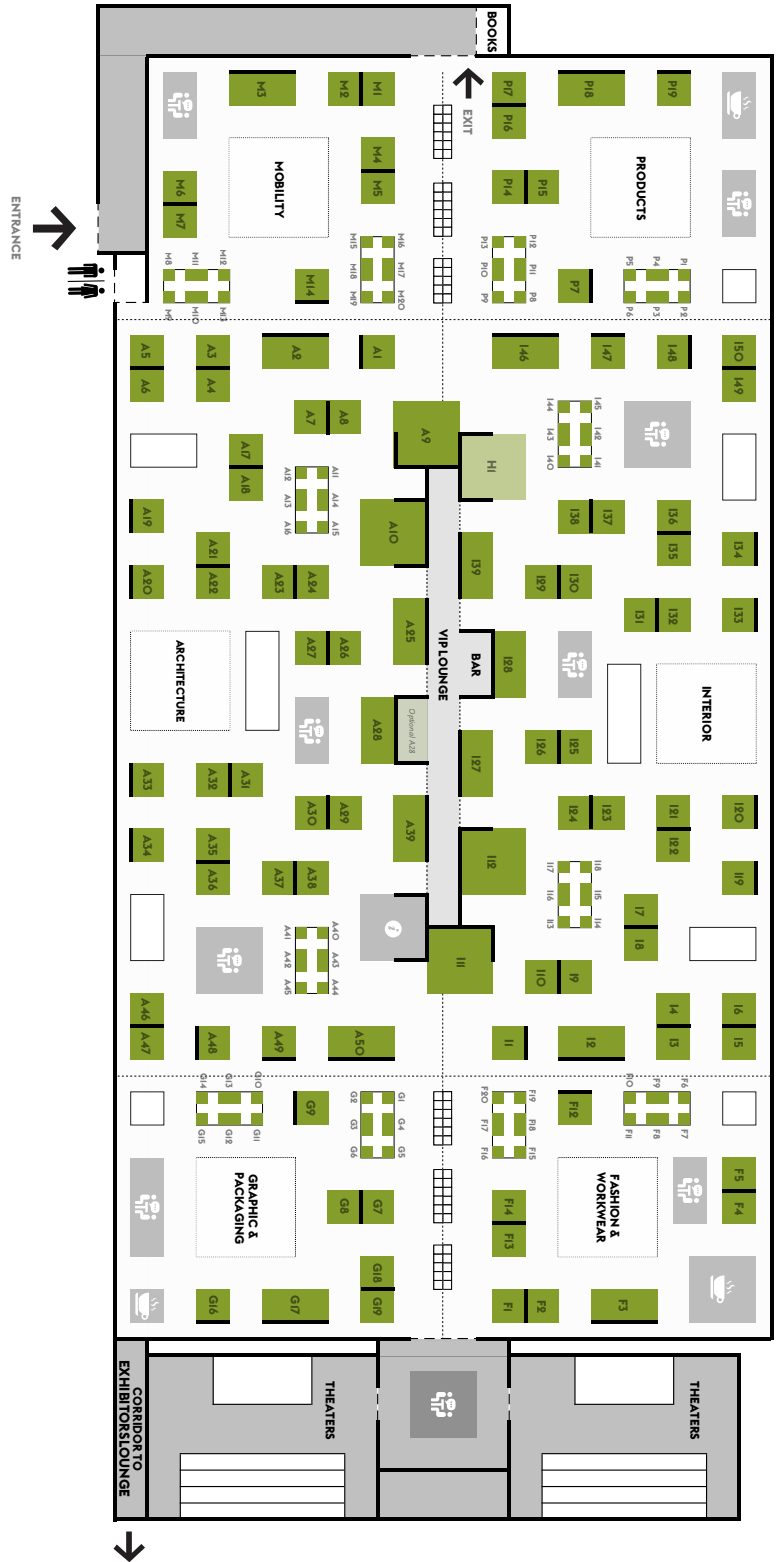 BOOKS
EXIT
ENTRANCE
M3
M2
M1
P17
P16
P18
P19
MOBILITY
M4
M5
P14
P15
PRODUCTS
M6
M7
M12
M11
M8
M13
M10
M9
M14
M16
M15
M17
M18
M20
M19
P12
P13
P11
P10
P8
P9
P7
P1
P4
P5
P2
P3
P6
A5
A6
A3
A4
A2
A1
I46
I47
I48
I50
I49
A7
A8
A9
H1
I45
I44
I42
I43
I41
I40
A17
A18
A11
A12
A14
A13
A15
A16
A10
A19
A21
A22
A20
A23
A24
I39
I38
I37
I36
I35
I34
I29
I30
I31
I32
I33
A25
A27
A26
VIP LOUNGE
BAR
I28
ARCHITECTURE
INTERIOR
A28
Optional A28
I27
I26
I25
A33
A32
A31
A30
A29
A39
I24
I23
I21
I22
I20
A34
A35
A36
A37
A38
I12
I18
I17
I15
I16
I14
I13
I19
I7
I8
A40
A41
A43
A42
A44
A45
I11
I10
I9
A46
A47
A48
A49
A50
I1
I2
I4
I3
I6
I5
G10
G13
G14
G11
G12
G15
G9
G1
G2
G4
G3
G5
G6
F19
F20
F18
F17
F15
F16
F12
F6
F9
F10
F7
F8
F11
GRAPHIC &
PACKAGING
G8
G7
F14
F13
FASHION &
WORKWEAR
F5
F4
G16
G17
G18
G19
F1
F2
F3
THEATERS
THEATERS
CORRIDOR TO
EXHIBITORSLOUNGE